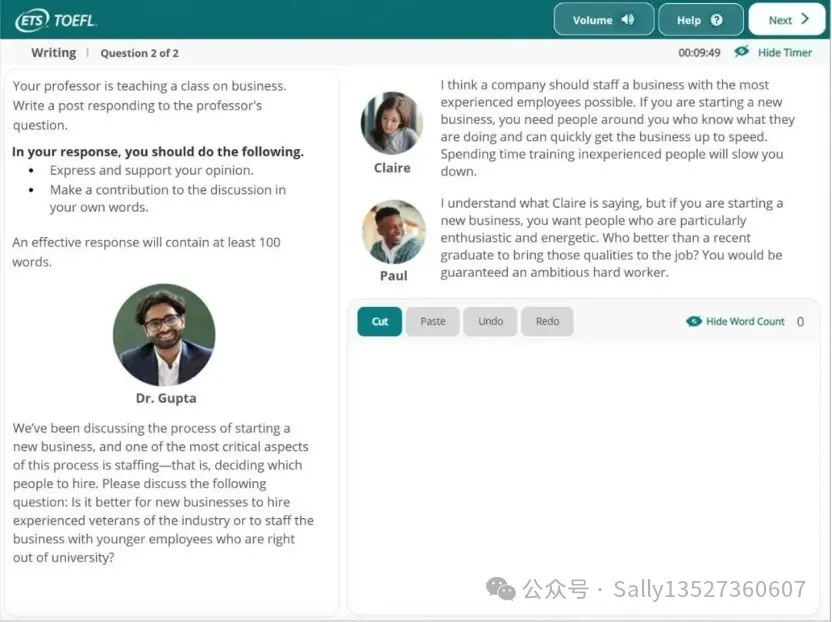 ETS TOEFL
Volume
Help
Next
Writing | Question 2 of 2
00:09:49 Hide Timer
Your professor is teaching a class on business.
Write a post responding to the professor's
question.
In your response, you should do the following.
• Express and support your opinion.
• Make a contribution to the discussion in
your own words.
An effective response will contain at least 100
words.
Dr. Gupta
We've been discussing the process of starting a
new business, and one of the most critical aspects
of this process is staffing—that is, deciding which
people to hire. Please discuss the following
question: Is it better for new businesses to hire
experienced veterans of the industry or to staff the
business with younger employees who are right
out of university?
Claire
I think a company should staff a business with the most
experienced employees possible. If you are starting a new
business, you need people around you who know what they
are doing and can quickly get the business up to speed.
Spending time training inexperienced people will slow you
down.
Paul
I understand what Claire is saying, but if you are starting a
new business, you want people who are particularly
enthusiastic and energetic. Who better than a recent
graduate to bring those qualities to the job? You would be
guaranteed an ambitious hard worker.
Cut
Paste
Undo
Redo
Hide Word Count 0
公众号 · Sally13527360607